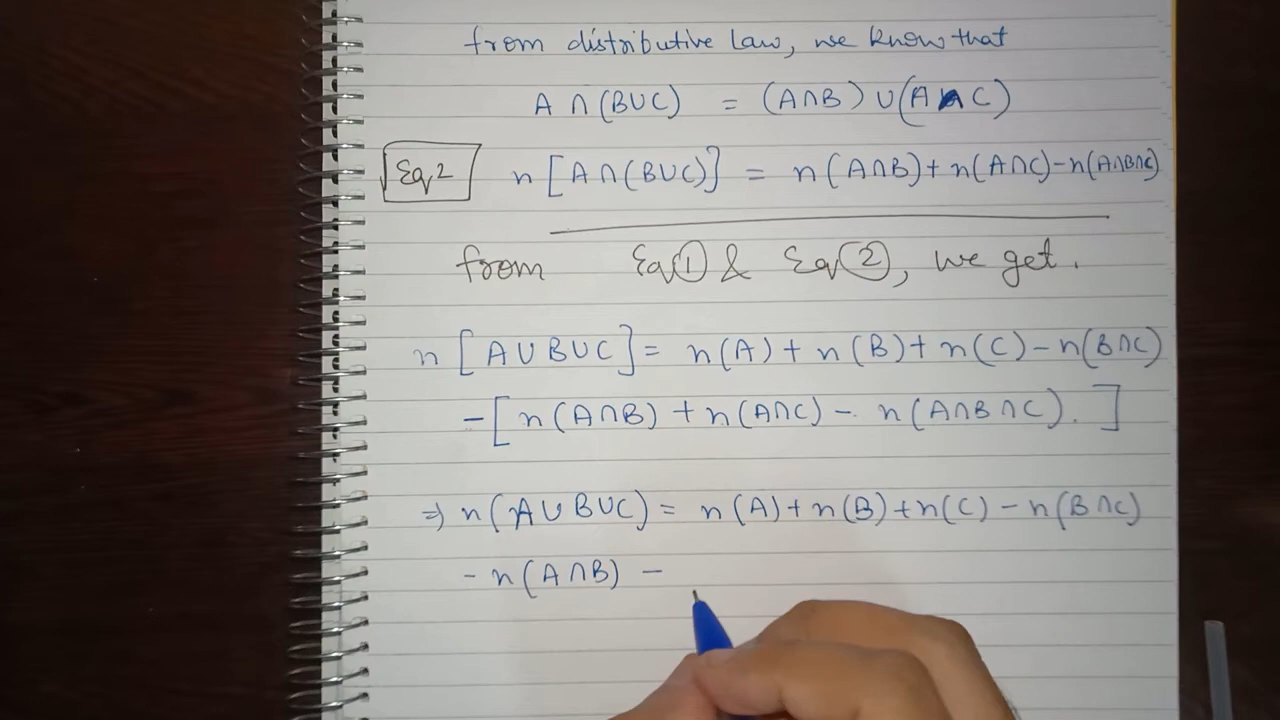 from distributive law, we know that
A ∩ (B∪C) = (A∩B) ∪ (A∩C)
Eq 2 n [A∩(B∪C)] = n(A∩B) + n(A∩C) - n(A∩B∩C)
from Eq ① & Eq ②, we get.
n [A∪B∪C] = n(A) + n(B) + n(C) - n(B∩C)
- [n(A∩B) + n(A∩C) - n(A∩B∩C).]
⇒ n(A∪B∪C) = n(A) + n(B) + n(C) - n(B∩C)
- n(A∩B) -